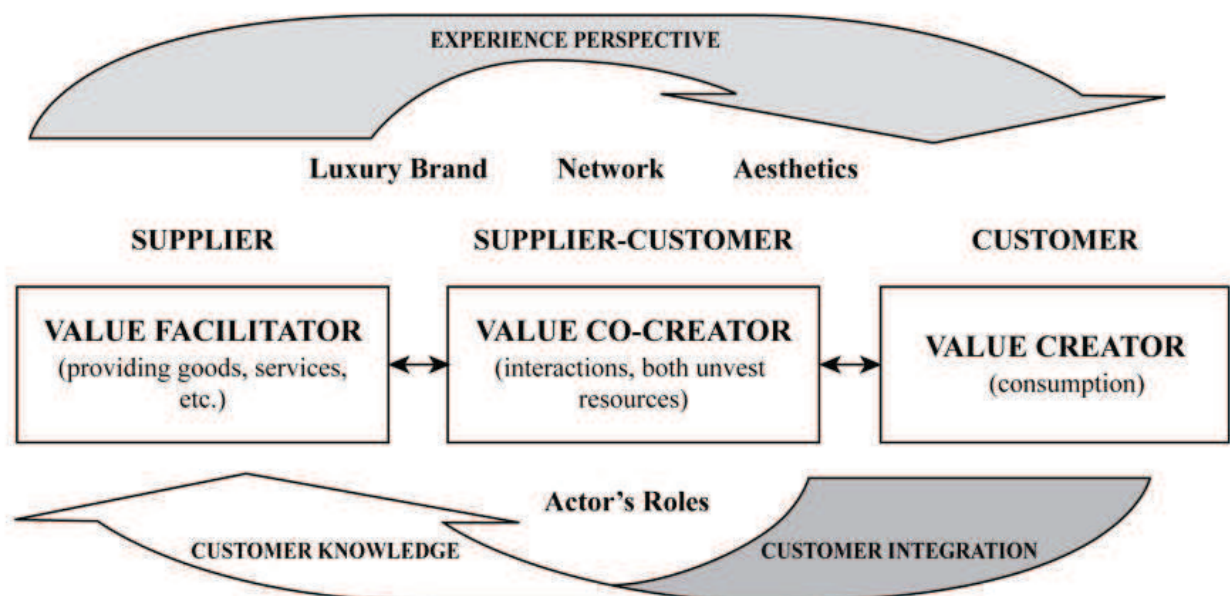 EXPERIENCE PERSPECTIVE
Luxury Brand Network Aesthetics
SUPPLIER SUPPLIER-CUSTOMER CUSTOMER
VALUE FACILITATOR
(providing goods, services,
etc.)
VALUE CO-CREATOR
(interactions, both unvest
resources)
VALUE CREATOR
(consumption)
Actor's Roles
CUSTOMER KNOWLEDGE CUSTOMER INTEGRATION